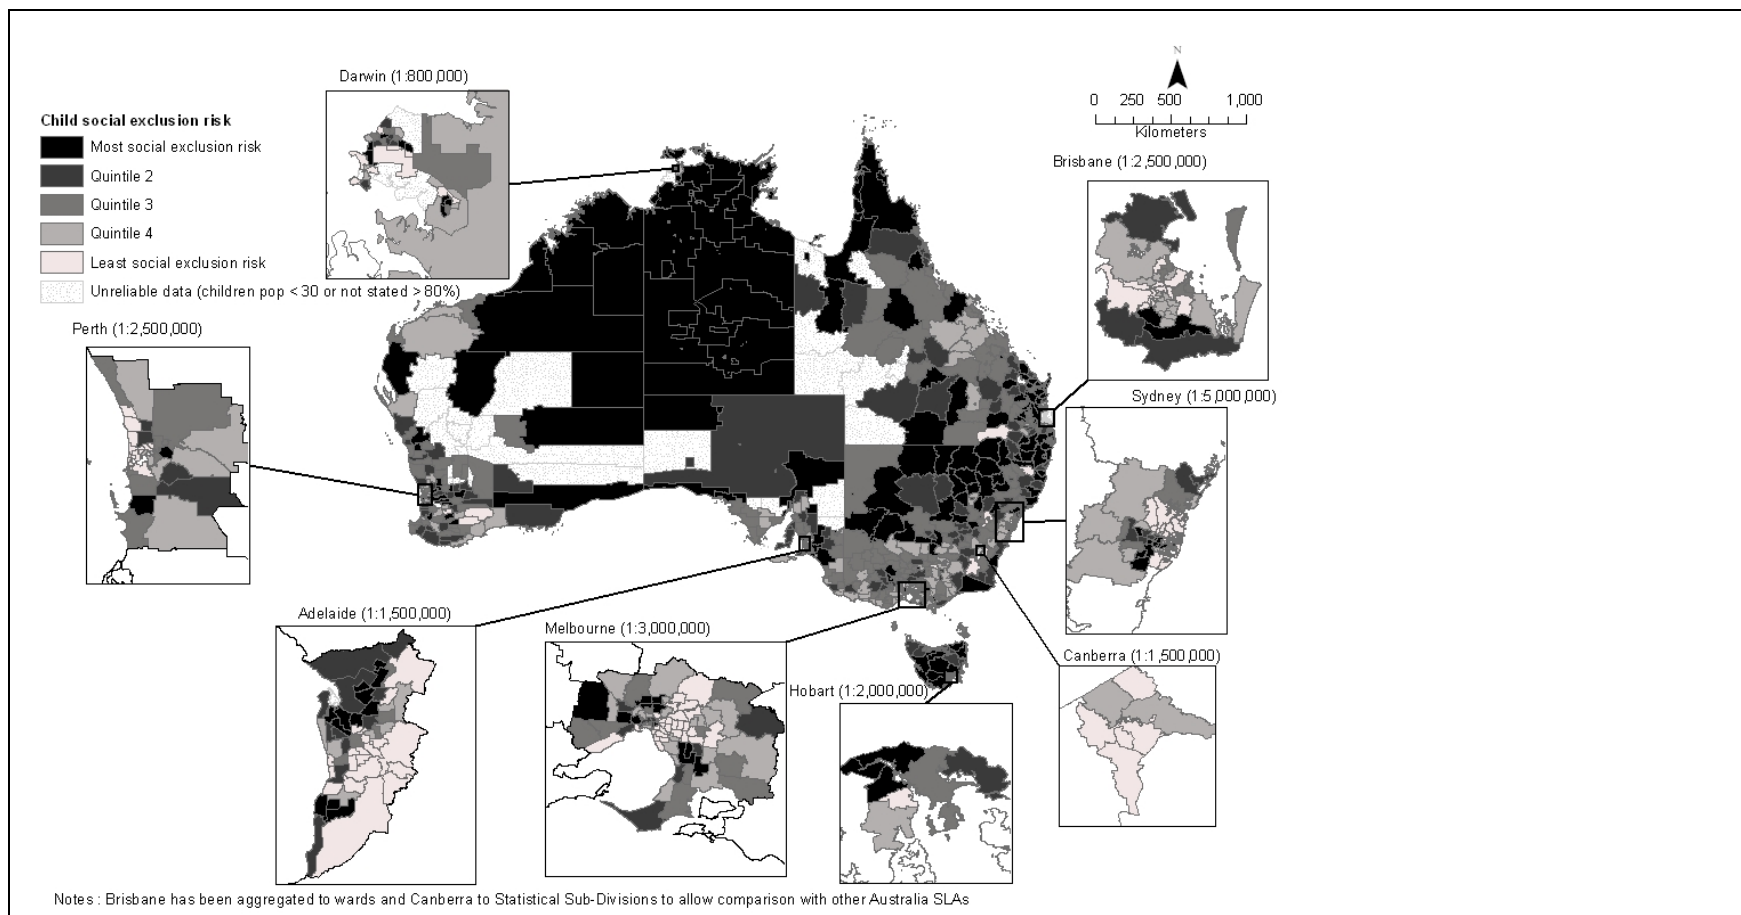 Darwin (1:800,000)
N
0 250 500 1,000
Kilometers
Child social exclusion risk
Most social exclusion risk
Quintile 2
Quintile 3
Quintile 4
Least social exclusion risk
Unreliable data (children pop < 30 or not stated > 80%)
Brisbane (1:2,500,000)
Perth (1:2,500,000)
Sydney (1:5,000,000)
Adelaide (1:1,500,000)
Melbourne (1:3,000,000)
Canberra (1:1,500,000)
Hobart (1:2,000,000)
Notes : Brisbane has been aggregated to wards and Canberra to Statistical Sub-Divisions to allow comparison with other Australia SLAs